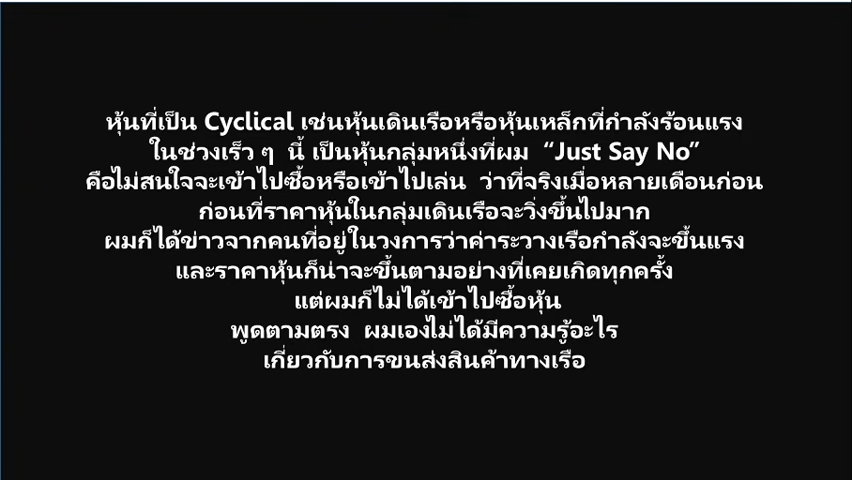 หุ้นที่เป็น Cyclical เช่นหุ้นเดินเรือหรือหุ้นเหล็กที่กำลังร้อนแรง
ในช่วงเร็ว ๆ นี้ เป็นหุ้นกลุ่มหนึ่งที่ผม “Just Say No”
คือไม่สนใจจะเข้าไปซื้อหรือเข้าไปเล่น ว่าที่จริงเมื่อหลายเดือนก่อน
ก่อนที่ราคาหุ้นในกลุ่มเดินเรือจะวิ่งขึ้นไปมาก
ผมก็ได้ข่าวจากคนที่อยู่ในวงการว่าค่าระวางเรือกำลังจะขึ้นแรง
และราคาหุ้นก็น่าจะขึ้นตามอย่างที่เคยเกิดทุกครั้ง
แต่ผมก็ไม่ได้เข้าไปซื้อหุ้น
พูดตามตรง ผมเองไม่ได้มีความรู้อะไร
เกี่ยวกับการขนส่งสินค้าทางเรือ